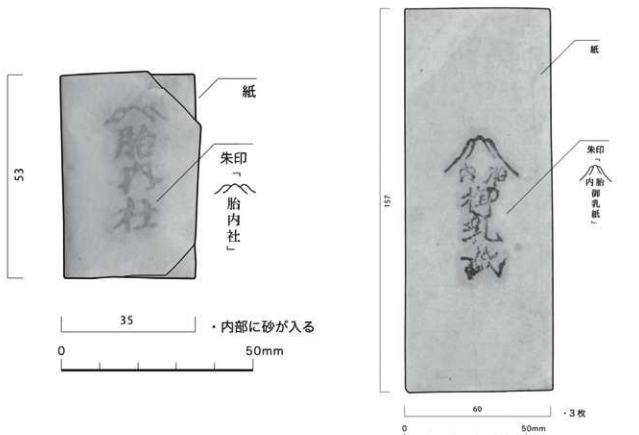 紙
53
朱印
「
胎内社
胎内社」
35
・内部に砂が入る
0 50mm
紙
157
朱印
「
胎内
御乳紙
胎内
御乳紙」
60
・3枚
0 50mm